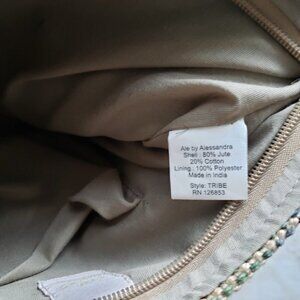 Ale by Alessandra
Shell : 80% Jute
20% Cotton
Lining : 100% Polyester
Made in India
Style: TRIBE
RN 126853